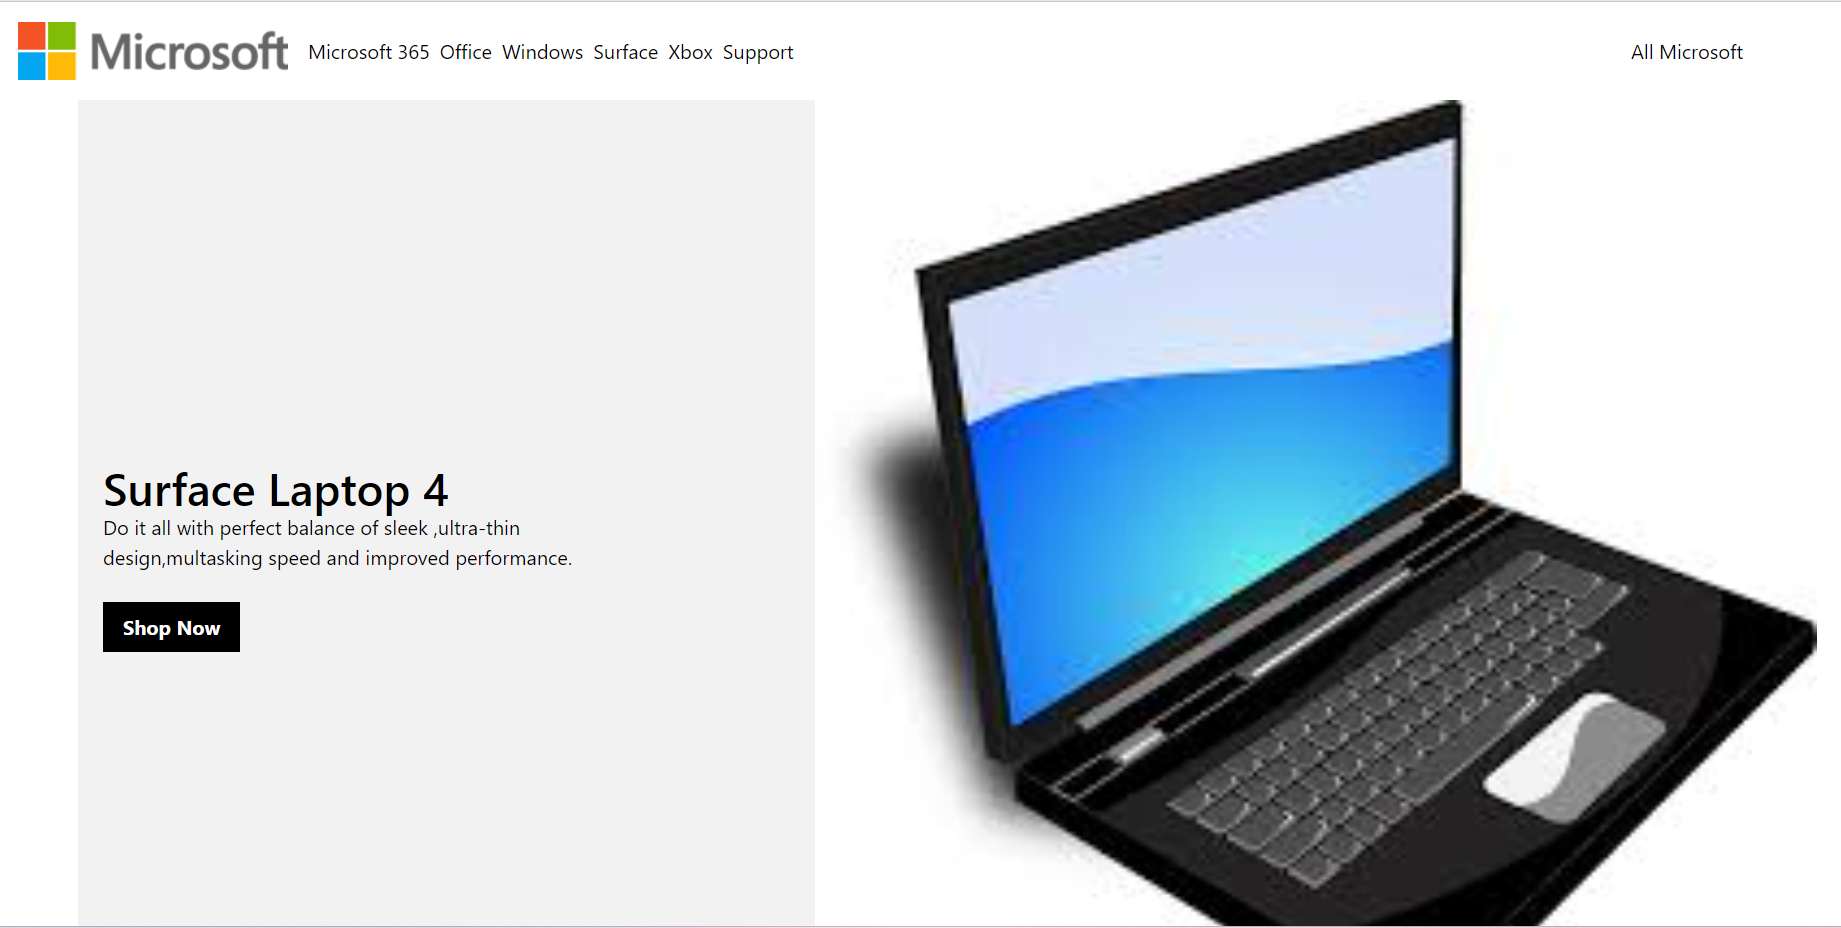 Microsoft Microsoft 365 Office Windows Surface Xbox Support All Microsoft
Surface Laptop 4
Do it all with perfect balance of sleek ,ultra-thin
design,multasking speed and improved performance.
Shop Now